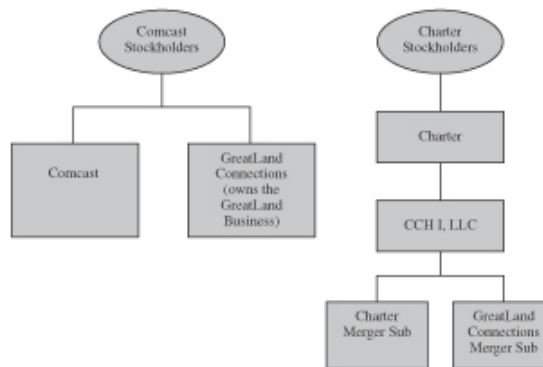 Comcast
Stockholders
Comcast
GreatLand
Connections
(owns the
GreatLand
Business)
Charter
Stockholders
Charter
CCH I, LLC
Charter
Merger Sub
GreatLand
Connections
Merger Sub